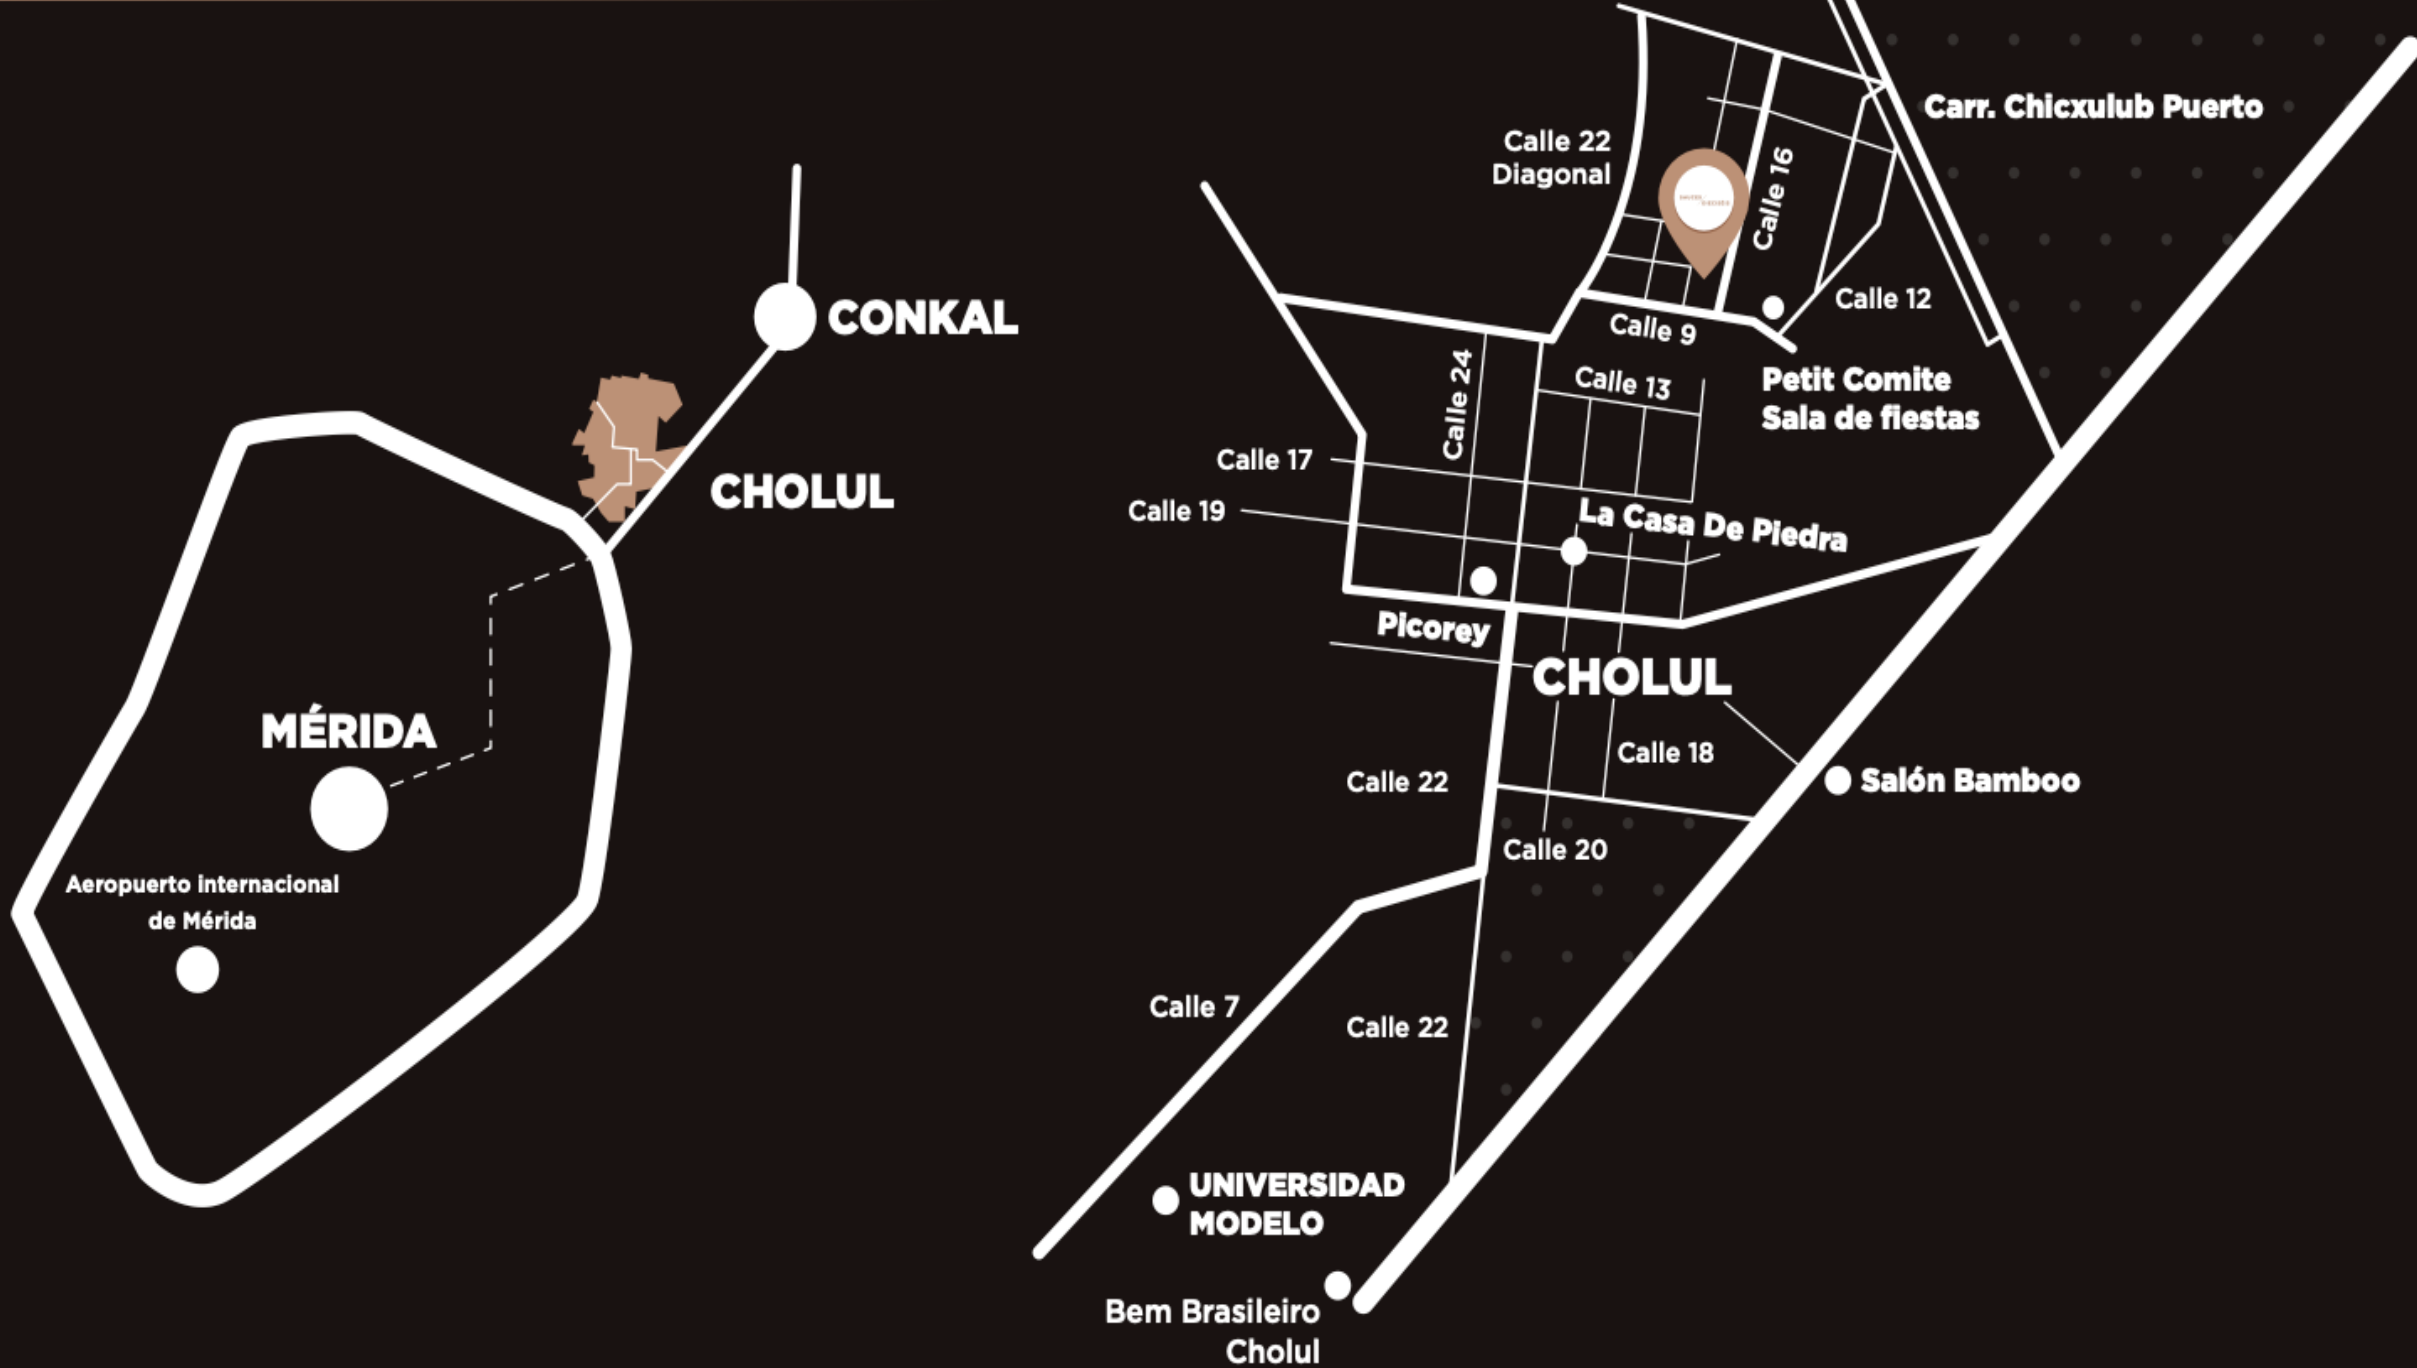 CONKAL
CHOLUL
MÉRIDA
Aeropuerto internacional
de Mérida
Carr. Chicxulub Puerto
Calle 22
Diagonal
Calle 16
Calle 12
Calle 9
Petit Comite
Sala de fiestas
Calle 13
Calle 24
Calle 17
Calle 19
La Casa De Piedra
Picorey
CHOLUL
Calle 18
Calle 22
Salón Bamboo
Calle 20
Calle 7
Calle 22
UNIVERSIDAD
MODELO
Bem Brasileiro
Cholul